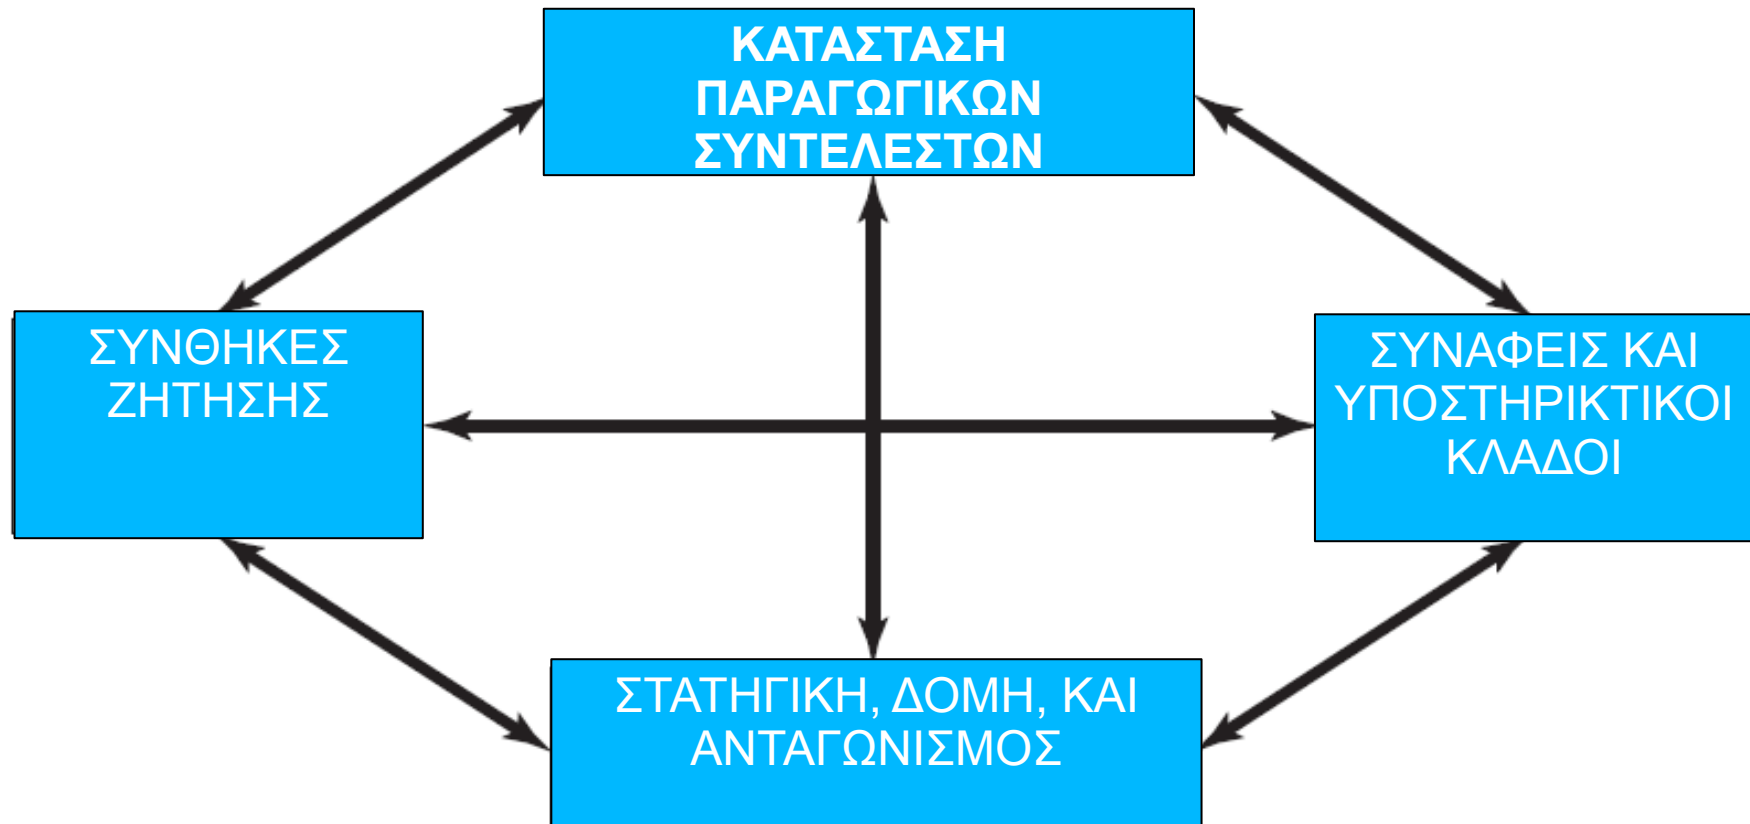 ΚΑΤΑΣΤΑΣΗ
ΠΑΡΑΓΩΓΙΚΩΝ
ΣΥΝΤΕΛΕΣΤΩΝ
ΣΥΝΘΗΚΕΣ
ΖΗΤΗΣΗΣ
ΣΥΝΑΦΕΙΣ ΚΑΙ
ΥΠΟΣΤΗΡΙΚΤΙΚΟΙ
ΚΛΑΔΟΙ
ΣΤΑΤΗΓΙΚΗ, ΔΟΜΗ, ΚΑΙ
ΑΝΤΑΓΩΝΙΣΜΟΣ